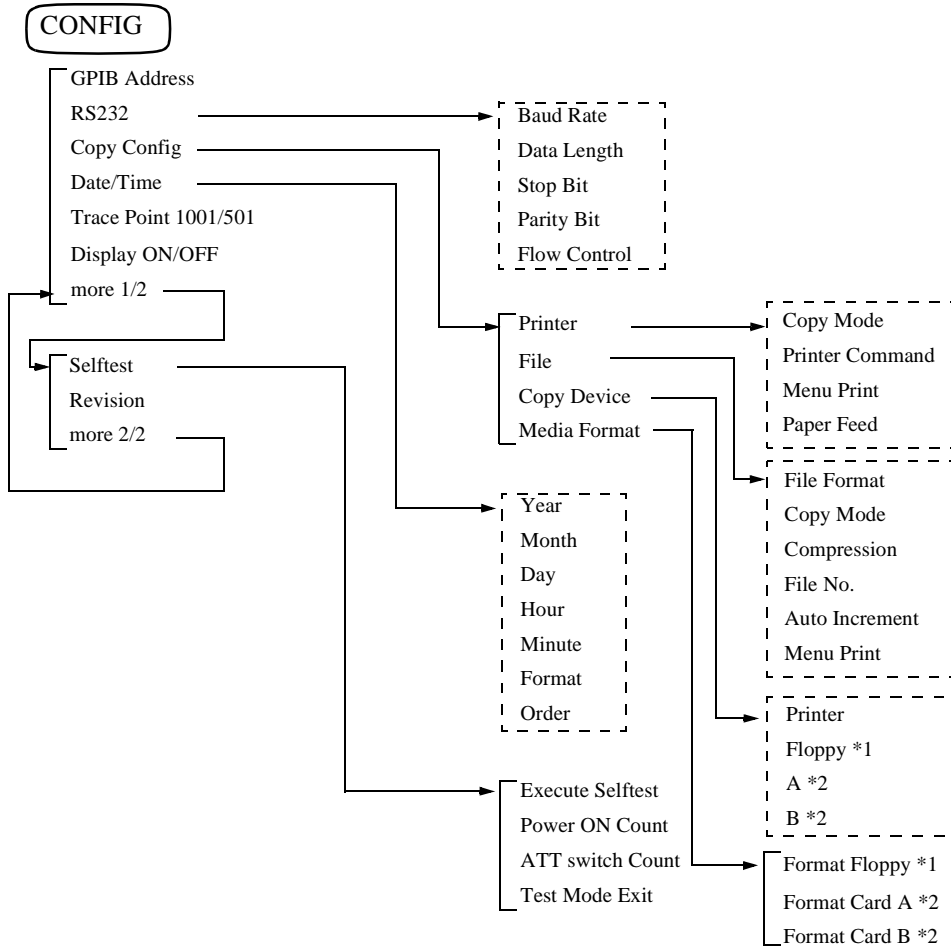 CONFIG
GPIB Address
RS232
Copy Config
Date/Time
Trace Point 1001/501
Display ON/OFF
more 1/2
Selftest
Revision
more 2/2
Baud Rate
Data Length
Stop Bit
Parity Bit
Flow Control
Printer
File
Copy Device
Media Format
Year
Month
Day
Hour
Minute
Format
Order
Execute Selftest
Power ON Count
ATT switch Count
Test Mode Exit
Copy Mode
Printer Command
Menu Print
Paper Feed
File Format
Copy Mode
Compression
File No.
Auto Increment
Menu Print
Printer
Floppy *1
A *2
B *2
Format Floppy *1
Format Card A *2
Format Card B *2